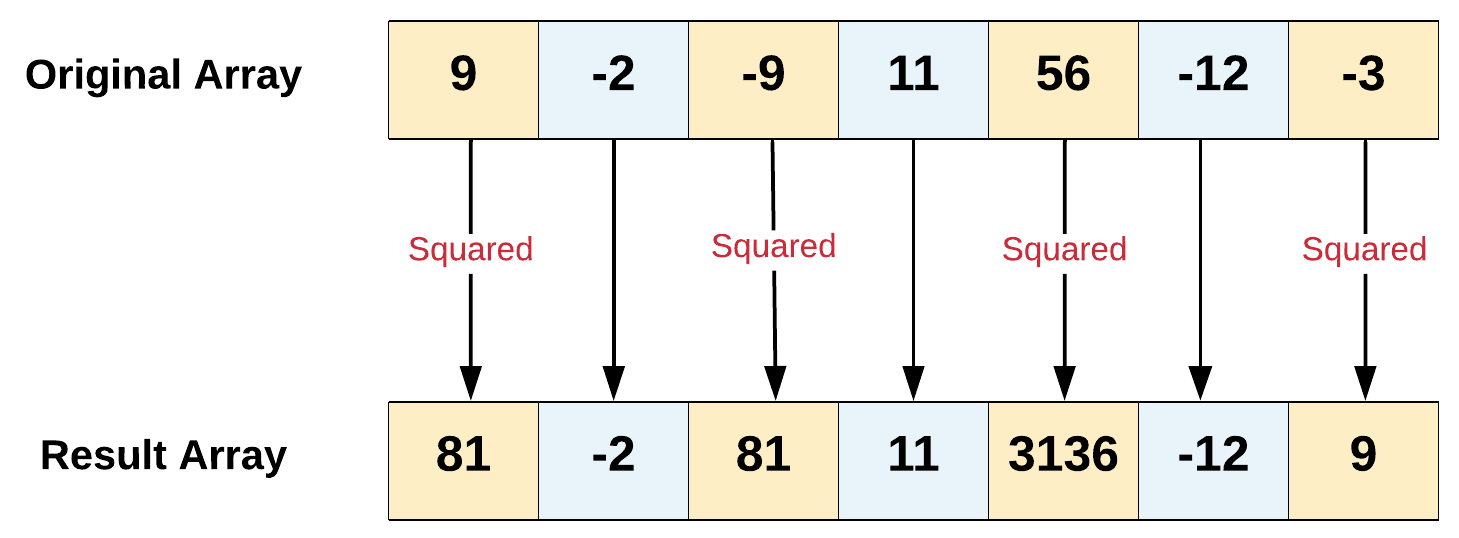 Original Array 9 -2 -9 11 56 -12 -3
Squared Squared Squared Squared
Result Array 81 -2 81 11 3136 -12 9